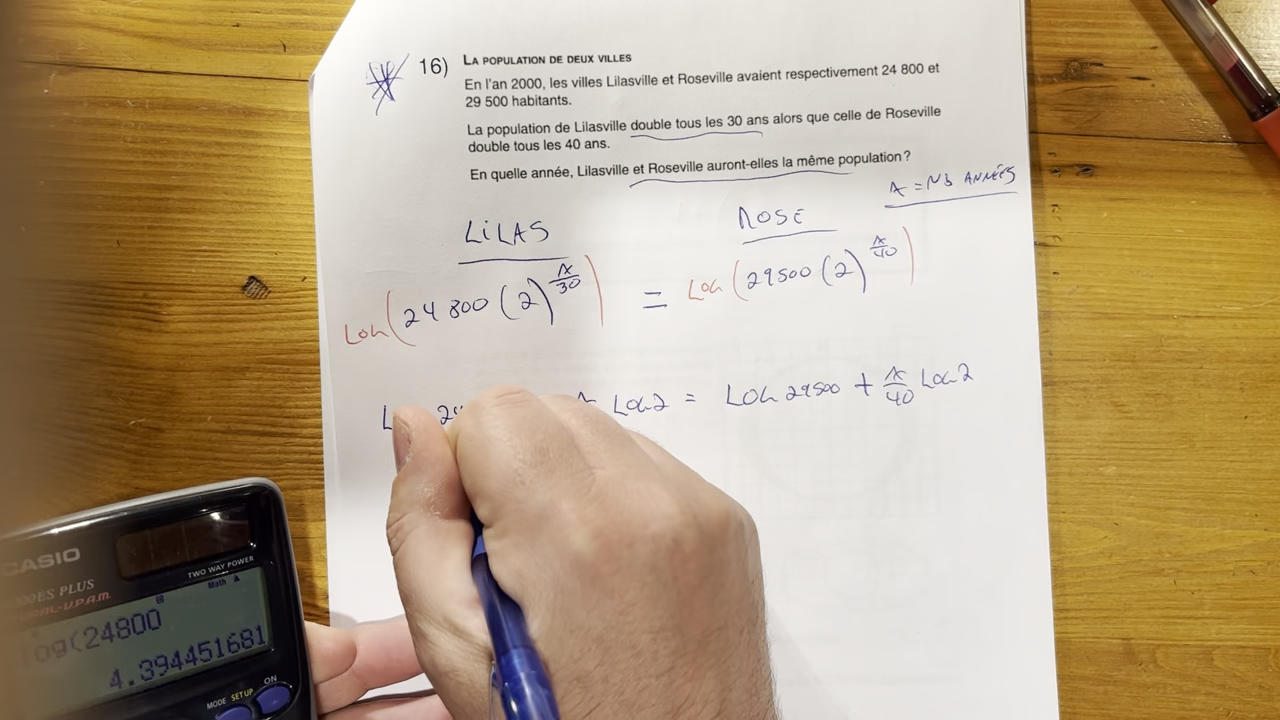 16) LA POPULATION DE DEUX VILLES
En l'an 2000, les villes Lilasville et Roseville avaient respectivement 24 800 et
29 500 habitants.
La population de Lilasville double tous les 30 ans alors que celle de Roseville
double tous les 40 ans.
En quelle année, Lilasville et Roseville auront-elles la même population ?
A = NB ANNÉES
LILAS
ROSE
LOG(24 800 (2)^A/30) = LOG(29500 (2)^A/40)
LOG 2 = LOG 29500 + A/40 LOG 2
CASIO
TWO WAY POWER
ES PLUS
V.P.A.M.
Math
log(24800
4.394451681
MODE SETUP ON